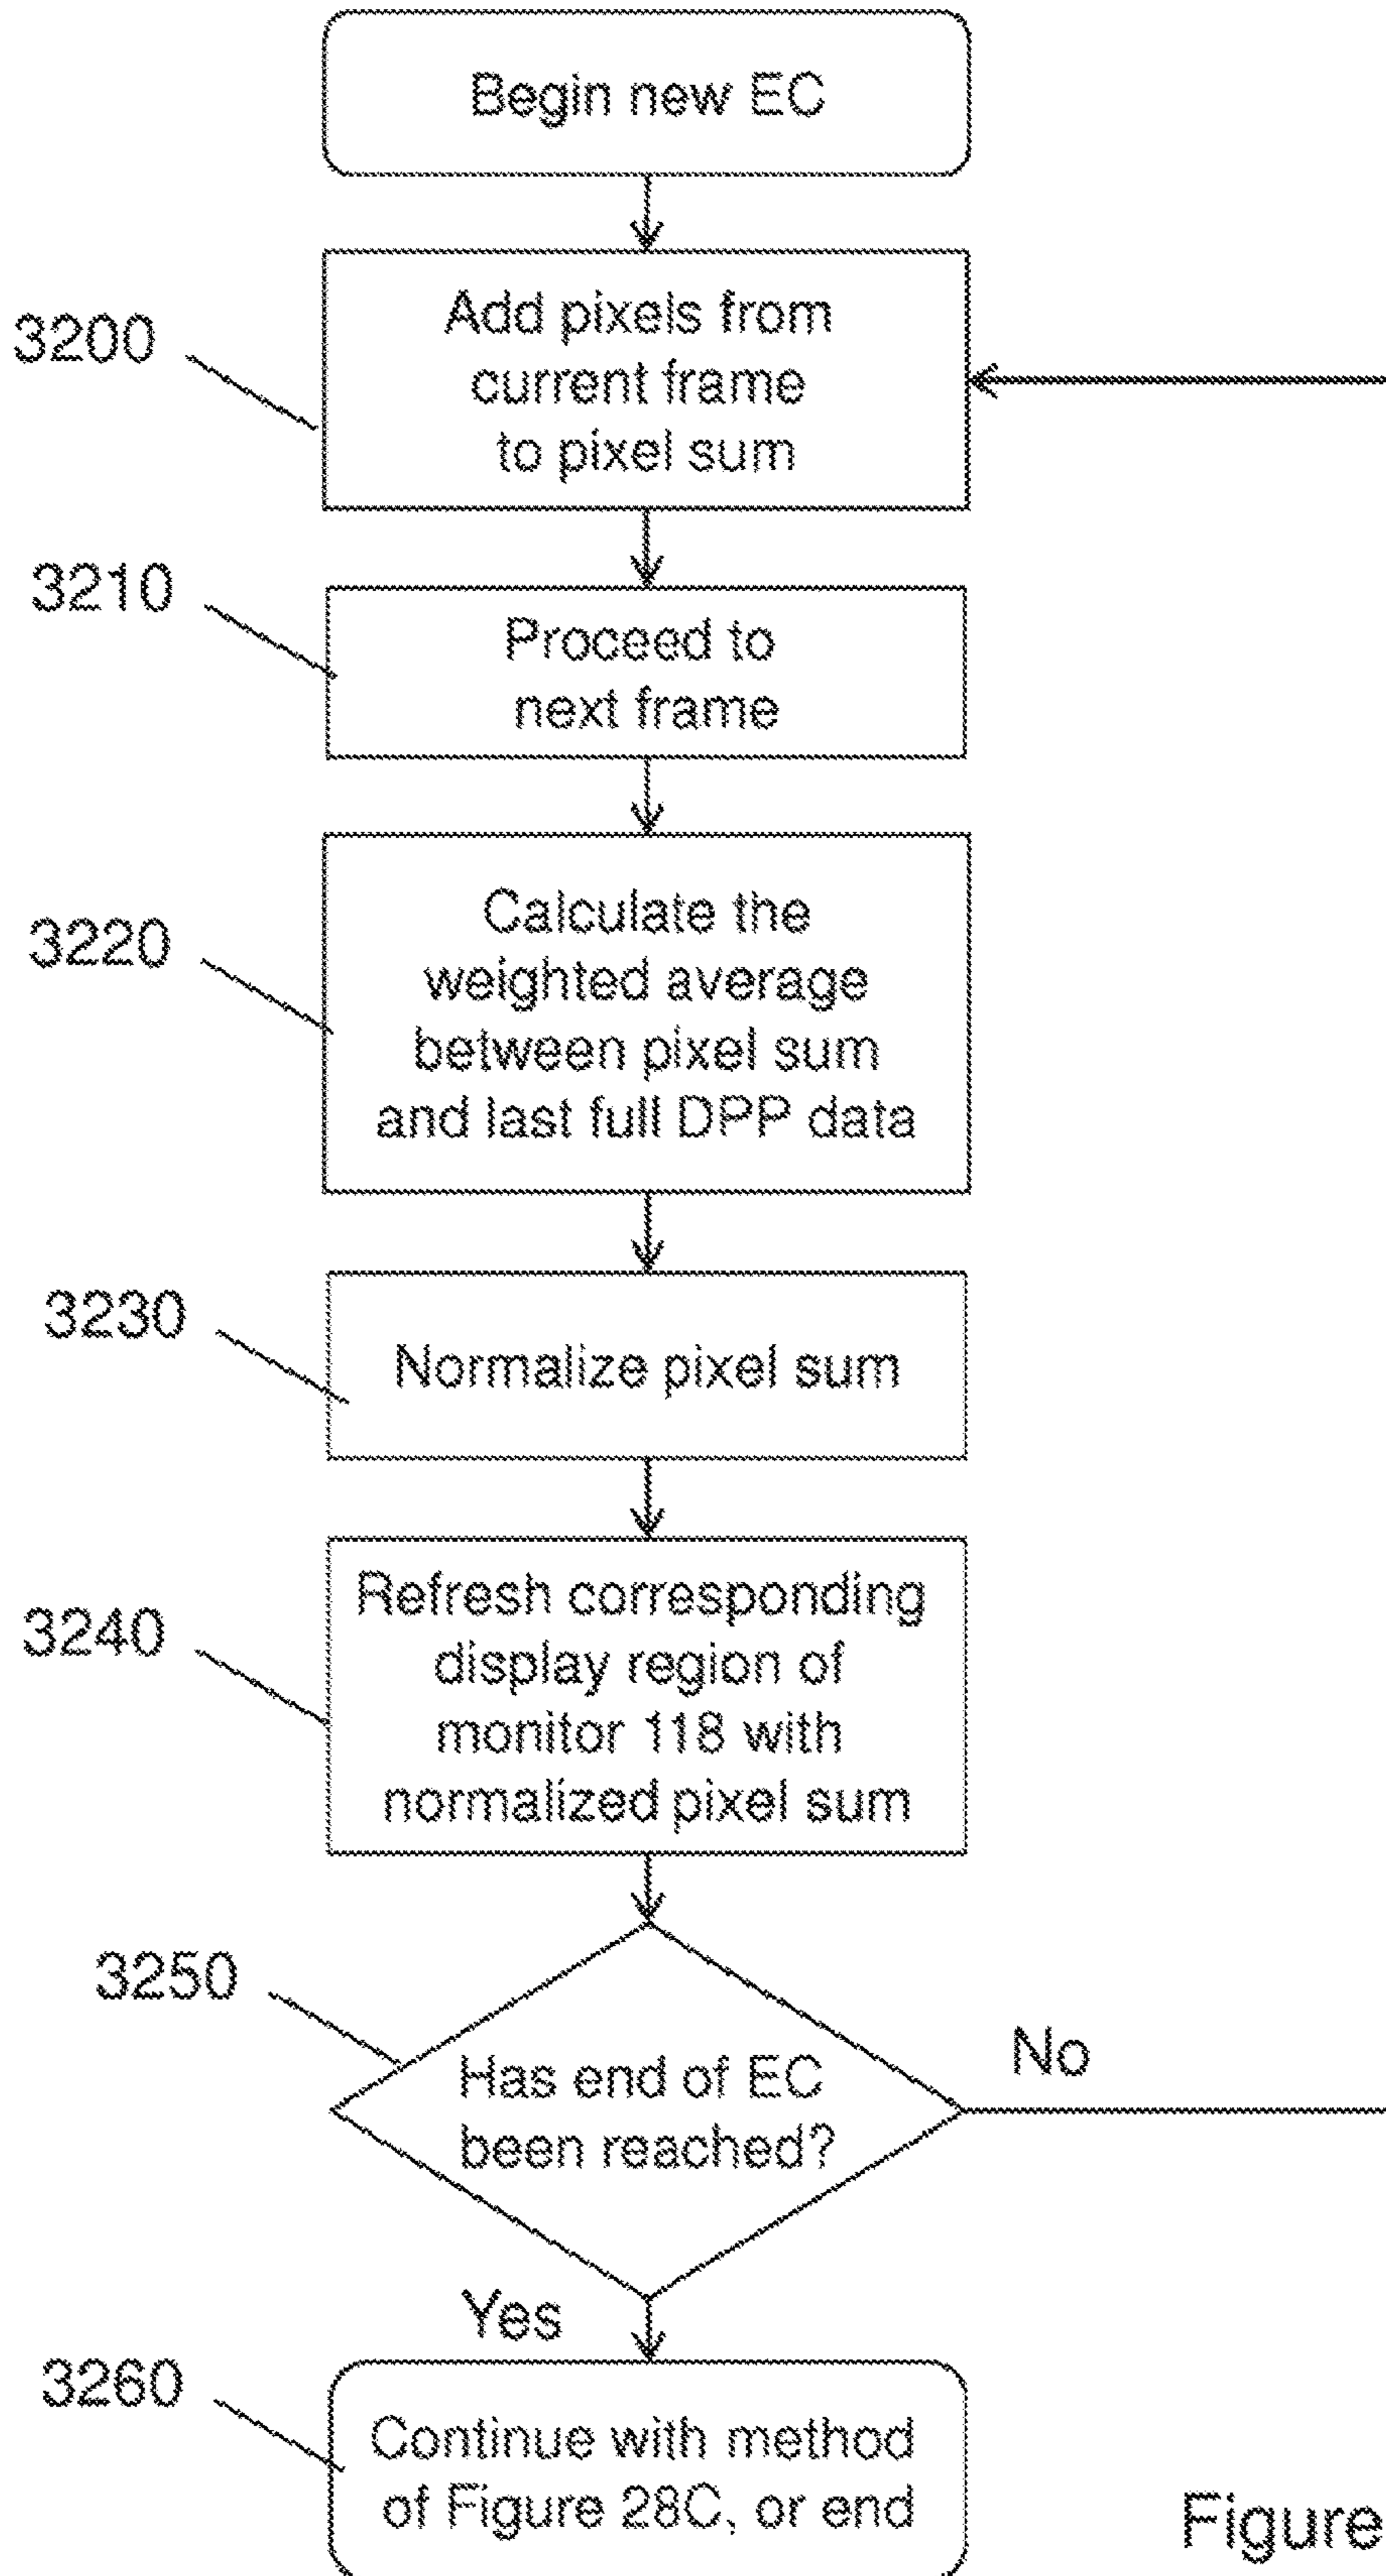 Begin new EC
3200
Add pixels from
current frame
to pixel sum
3210
Proceed to
next frame
3220
Calculate the
weighted average
between pixel sum
and last full DPP data
3230
Normalize pixel sum
3240
Refresh corresponding
display region of
monitor 118 with
normalized pixel sum
3250
Has end of EC
been reached?
No
Yes
3260
Continue with method
of Figure 28C, or end
Figure